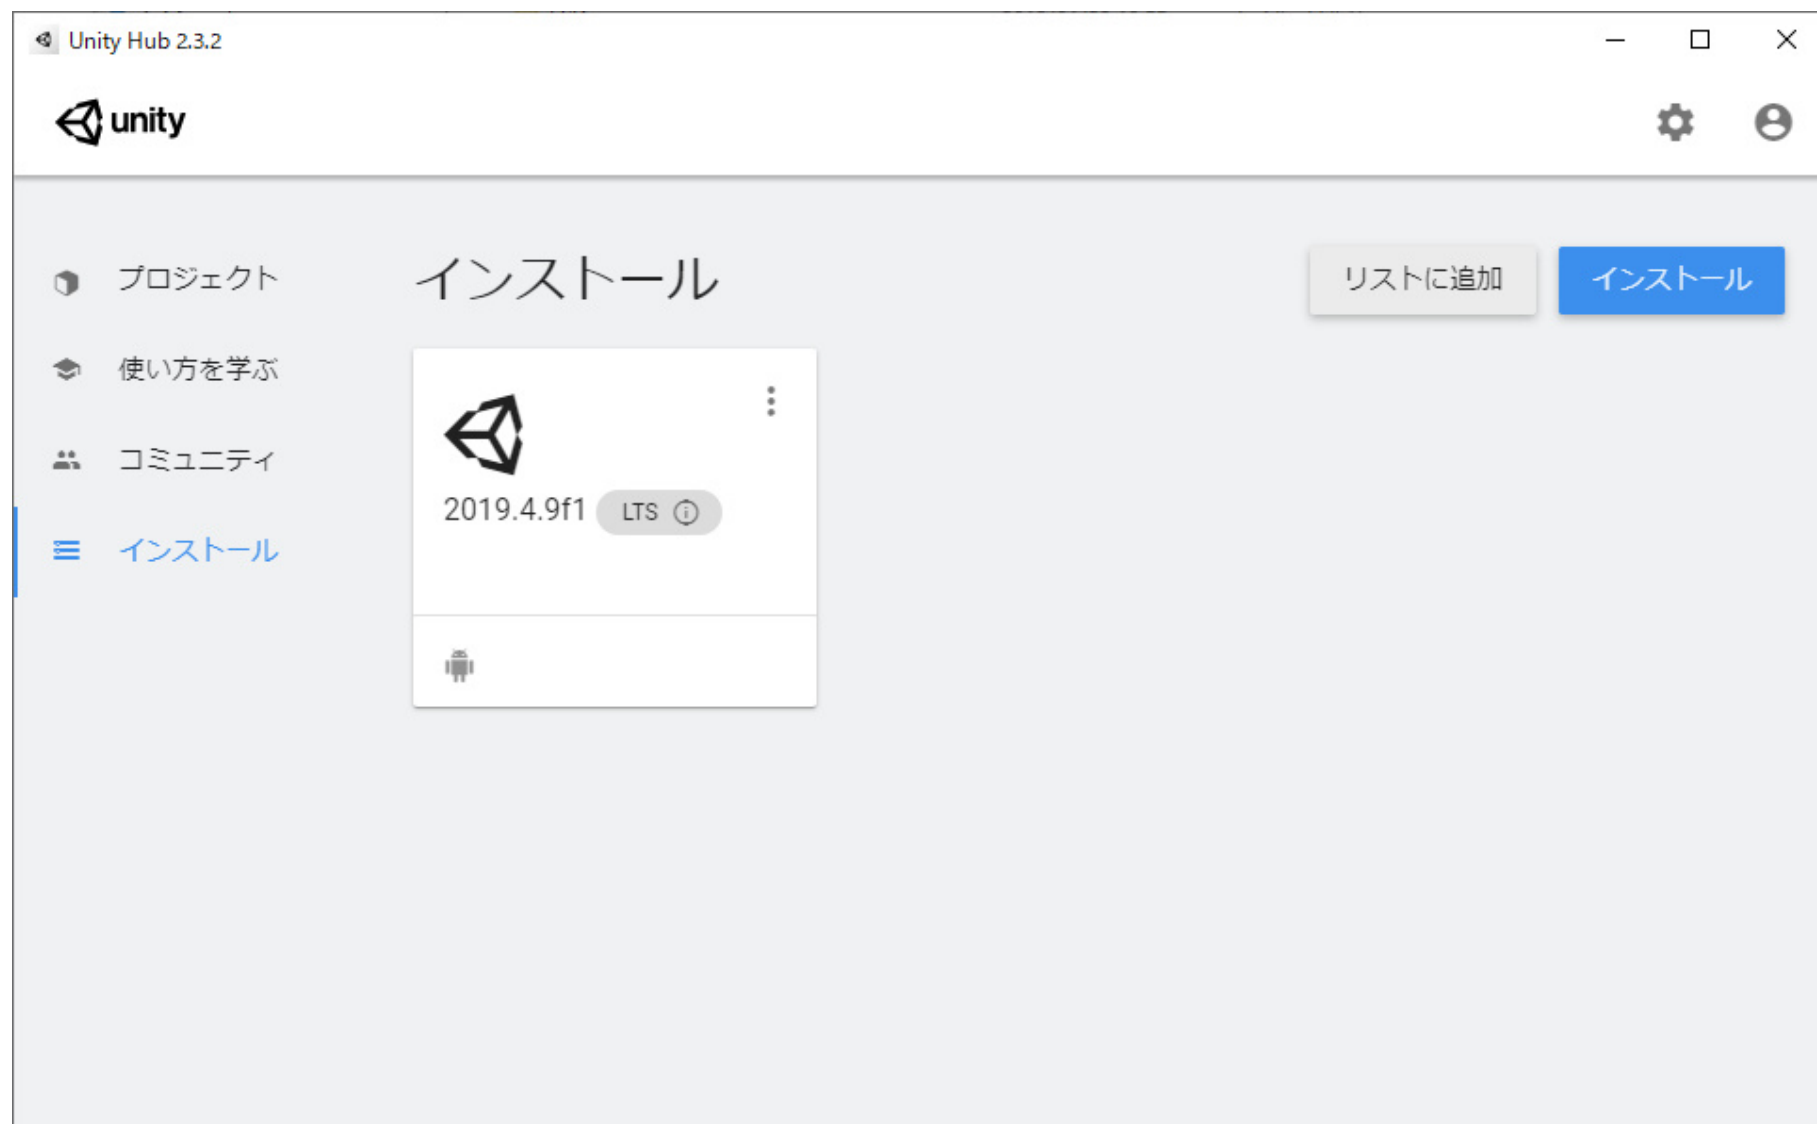 Unity Hub 2.3.2
unity
プロジェクト
使い方を学ぶ
コミュニティ
インストール
インストール
リストに追加
インストール
2019.4.9f1 LTS